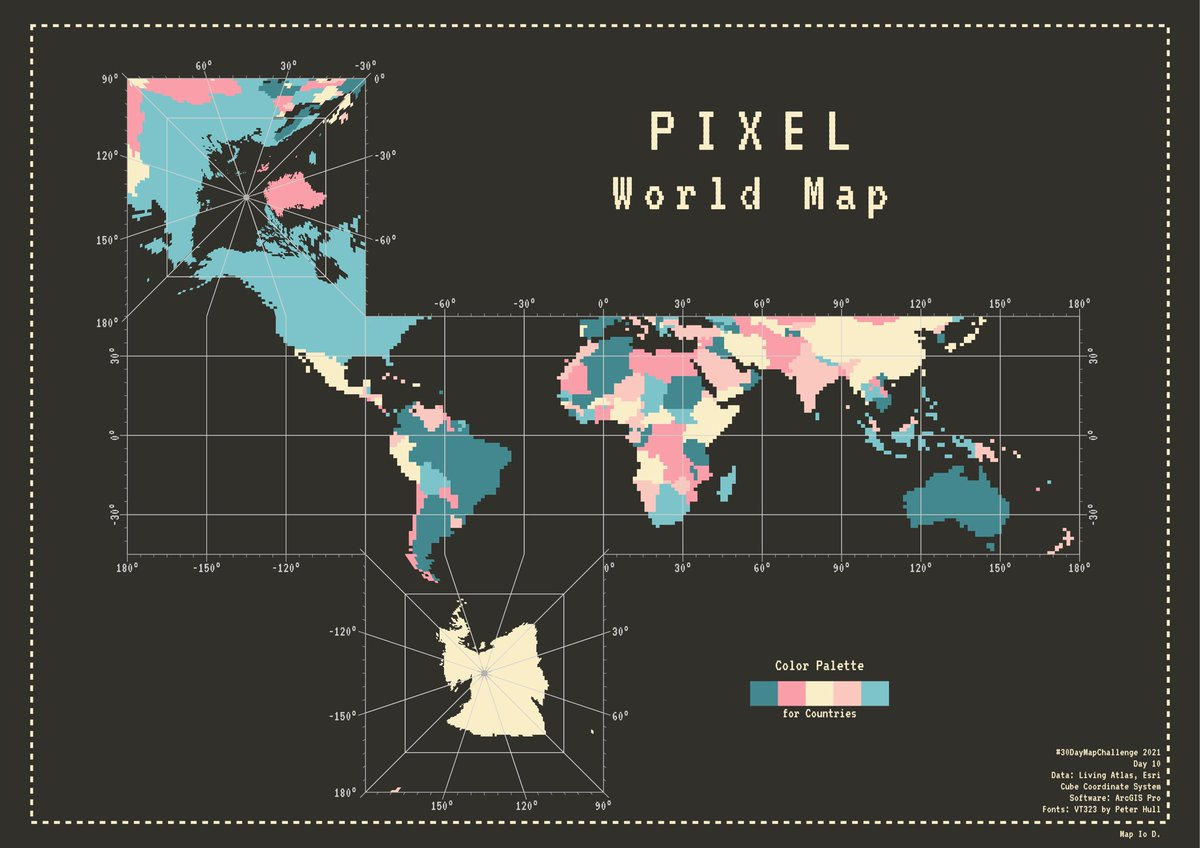 PIXEL
World Map
60° 30° -30°
90° 0°
120° -30°
150° -60°
180° -60° -30° 0° 30° 60° 90° 120° 150° 180°
30° 30°
0° 0°
-30° -30°
180° -150° -120° 0° 30° 60° 90° 120° 150° 180°
-120° 30°
-150° 60°
180° 150° 120° 90°
Color Palette
for Countries
#30DayMapChallenge 2021
Day 10
Data: Living Atlas, Esri
Cube Coordinate System
Software: ArcGIS Pro
Fonts: VT323 by Peter Hull
Map Io D.